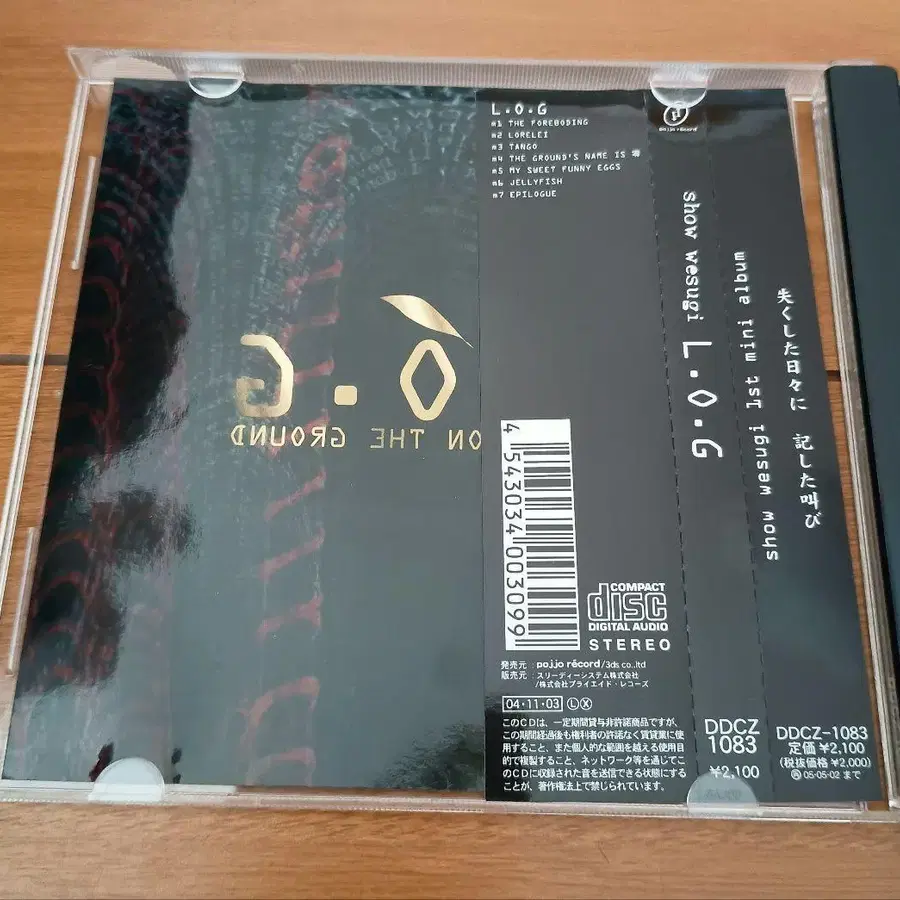 L.O.G
#1 THE FOREBODING
#2 LORELEI
#3 TANGO
#4 THE GROUND'S NAME IS 零
#5 MY SWEET FUNNY EGGS
#6 JELLYFISH
#7 EPILOGUE
O.G
ON THE GROUND
4 543034 003099
COMPACT
disc
DIGITAL AUDIO
STEREO
発売元:pojjo récord/3ds co.,ltd
販売元:スリーディーシステム株式会社
/株式会社ブライエイド・レコーズ
04・11・03 Ⓛ Ⓧ
このCDは、一定期間貸与非許諾商品ですが、
この期間経過後も権利者の許諾なく賃貸業に使
用すること、また個人的な範囲を越える使用目
的で複製すること、ネットワーク等を通じてこ
のCDに収録された音を送信できる状態にする
ことが、著作権法上で禁じられています。
show wesugi L.O.G
DDCZ
1083
¥2,100
show wesugi 1st mini album
失くした日々に 記した叫び
DDCZ-1083
定価 ¥2,100
(税抜価格 ¥2,000)
05-05-02 まで